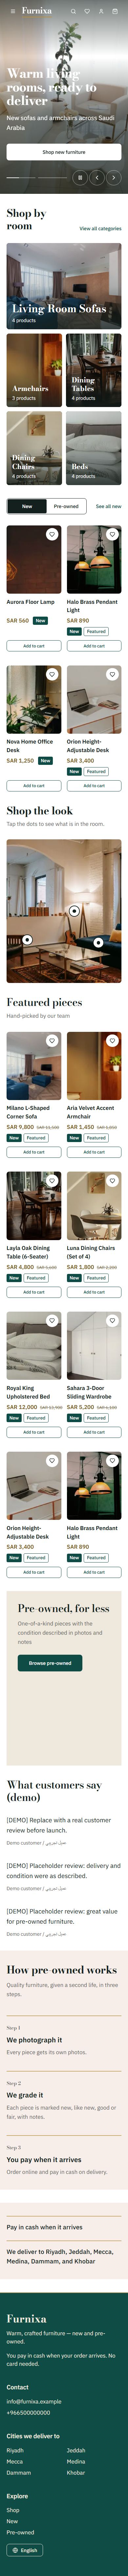 Furnixa
Warm living
rooms, ready to
deliver
New sofas and armchairs across Saudi
Arabia
Shop new furniture
Shop by
room
View all categories
Living Room Sofas
4 products
Armchairs
3 products
Dining
Tables
4 products
Dining
Chairs
4 products
Beds
4 products
New
Pre-owned
See all new
Aurora Floor Lamp
SAR 560 New
Add to cart
Halo Brass Pendant
Light
SAR 890
New Featured
Add to cart
Nova Home Office
Desk
SAR 1,250 New
Add to cart
Orion Height-
Adjustable Desk
SAR 3,400
New Featured
Add to cart
Shop the look
Tap the dots to see what is in the room.
Featured pieces
Hand-picked by our team
Milano L-Shaped
Corner Sofa
SAR 9,800
New Featured
Add to cart
Aria Velvet Accent
Armchair
SAR 1,450
New Featured
Add to cart
Layla Oak Dining
Table (6-Seater)
SAR 4,800
New Featured
Add to cart
Luna Dining Chairs
(Set of 4)
SAR 1,800
New Featured
Add to cart
Royal King
Upholstered Bed
SAR 12,000
New Featured
Add to cart
Sahara 3-Door
Sliding Wardrobe
SAR 5,200
New Featured
Add to cart
Orion Height-
Adjustable Desk
SAR 3,400
New Featured
Add to cart
Halo Brass Pendant
Light
SAR 890
New Featured
Add to cart
Pre-owned, for less
One-of-a-kind pieces with the
condition described in photos and
notes
Browse pre-owned
What customers say
(demo)
[DEMO] Replace with a real customer
review before launch.
Demo customer / عميل تجريبي
[DEMO] Placeholder review: delivery and
condition were as described.
Demo customer / عميل تجريبي
[DEMO] Placeholder review: great value
for pre-owned furniture.
Demo customer / عميل تجريبي
How pre-owned works
Quality furniture, given a second life, in three
steps.
Step 1
We photograph it
Every piece gets its own photos.
Step 2
We grade it
Each piece is marked new, like new, good or
fair, with notes.
Step 3
You pay when it arrives
Order online and pay in cash on delivery.
Pay in cash when it arrives
We deliver to Riyadh, Jeddah, Mecca,
Medina, Dammam, and Khobar
Furnixa
Warm, crafted furniture — new and pre-
owned.
You pay in cash when your order arrives. No
card needed.
Contact
info@furnixa.example
+966500000000
Cities we deliver to
Riyadh
Jeddah
Mecca
Medina
Dammam
Khobar
Explore
Shop
New
Pre-owned
English